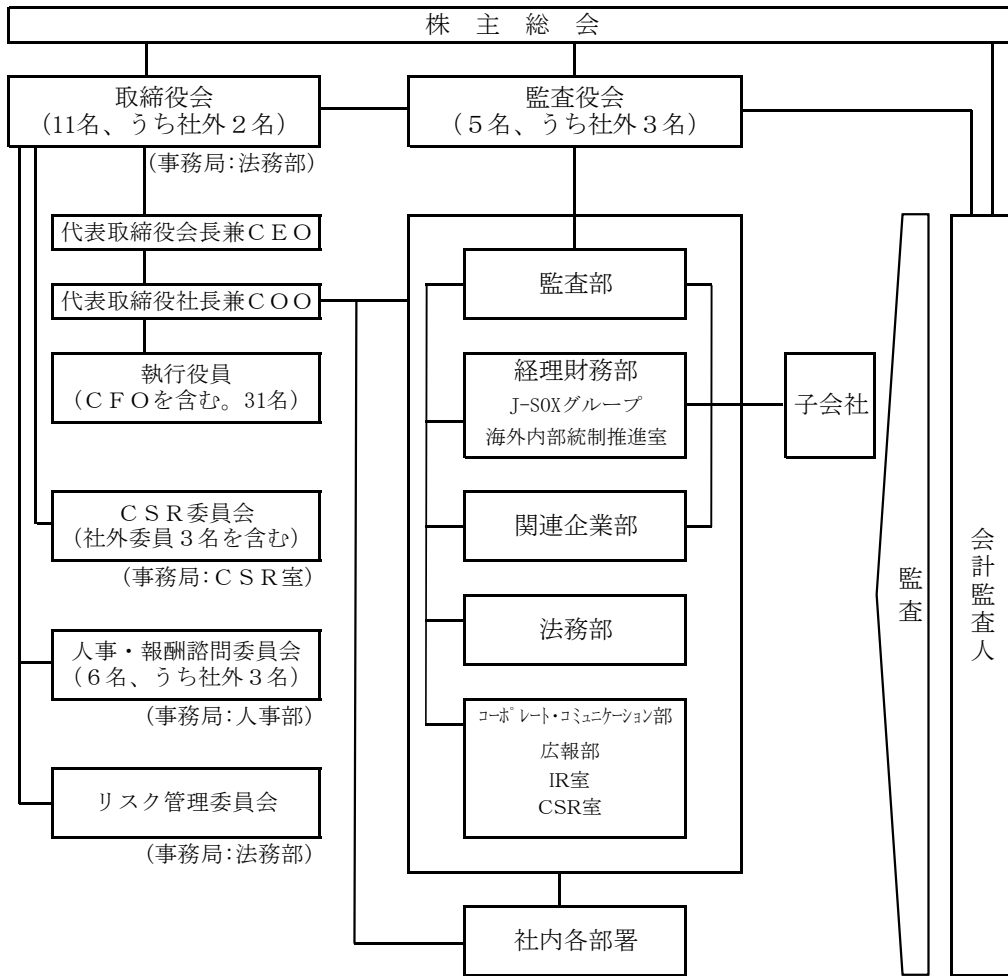 株主総会
取締役会
(11名、うち社外2名)
(事務局:法務部)
監査役会
(5名、うち社外3名)
代表取締役会長兼CEO
代表取締役社長兼COO
執行役員
(CFOを含む。31名)
CSR委員会
(社外委員3名を含む)
(事務局:CSR室)
人事・報酬諮問委員会
(6名、うち社外3名)
(事務局:人事部)
リスク管理委員会
(事務局:法務部)
監査部
経理財務部
J-SOXグループ
海外内部統制推進室
関連企業部
法務部
コーポレート・コミュニケーション部
広報部
IR室
CSR室
社内各部署
子会社
監査
会計監査人